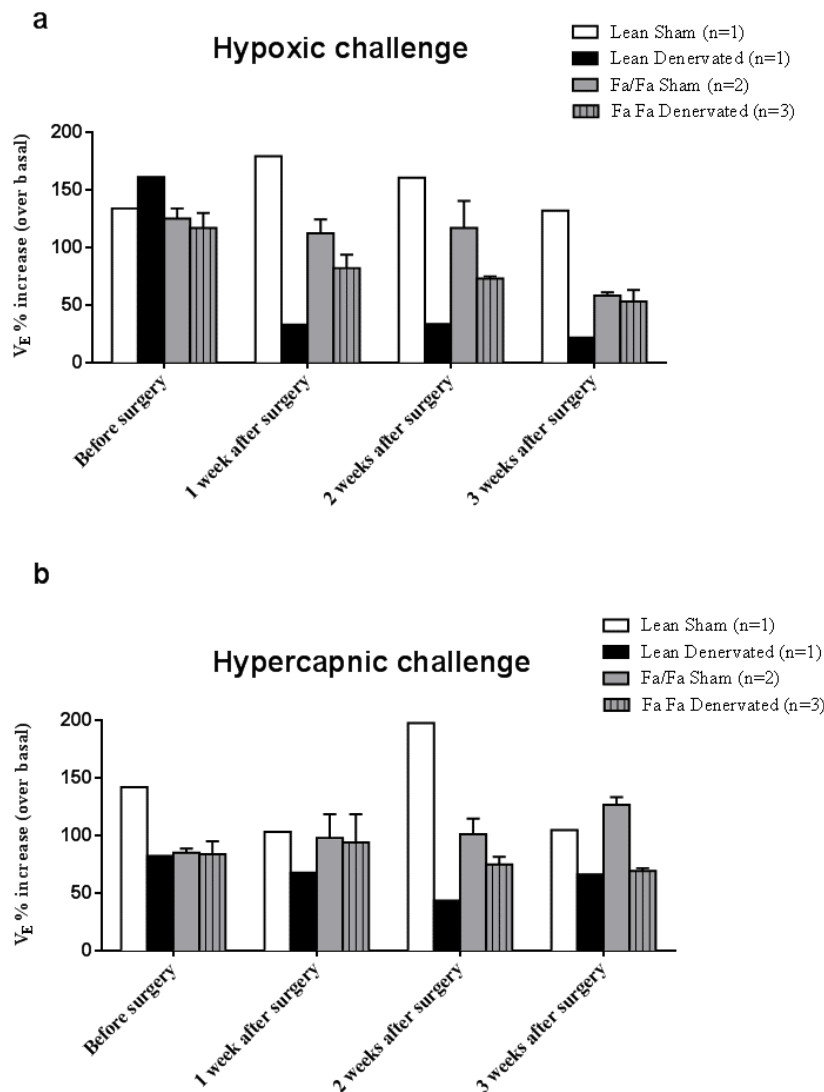 a
Hypoxic challenge
Lean Sham (n=1)
Lean Denervated (n=1)
Fa/Fa Sham (n=2)
Fa Fa Denervated (n=3)
VE % increase (over basal)
200
150
100
50
0
Before surgery
1 week after surgery
2 weeks after surgery
3 weeks after surgery
b
Hypercapnic challenge
Lean Sham (n=1)
Lean Denervated (n=1)
Fa/Fa Sham (n=2)
Fa Fa Denervated (n=3)
VE % increase (over basal)
200
150
100
50
0
Before surgery
1 week after surgery
2 weeks after surgery
3 weeks after surgery